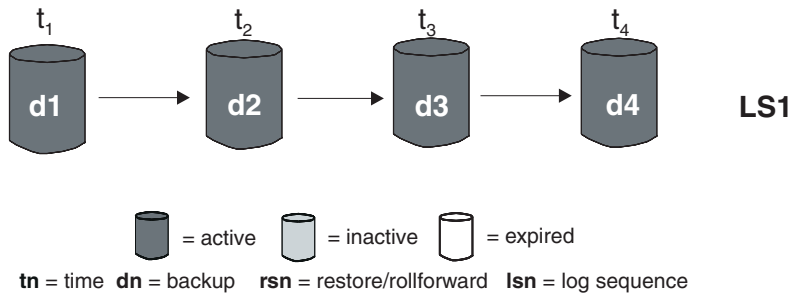 t1 t2 t3 t4
d1 d2 d3 d4 LS1
= active = inactive = expired
tn = time dn = backup rsn = restore/rollforward lsn = log sequence